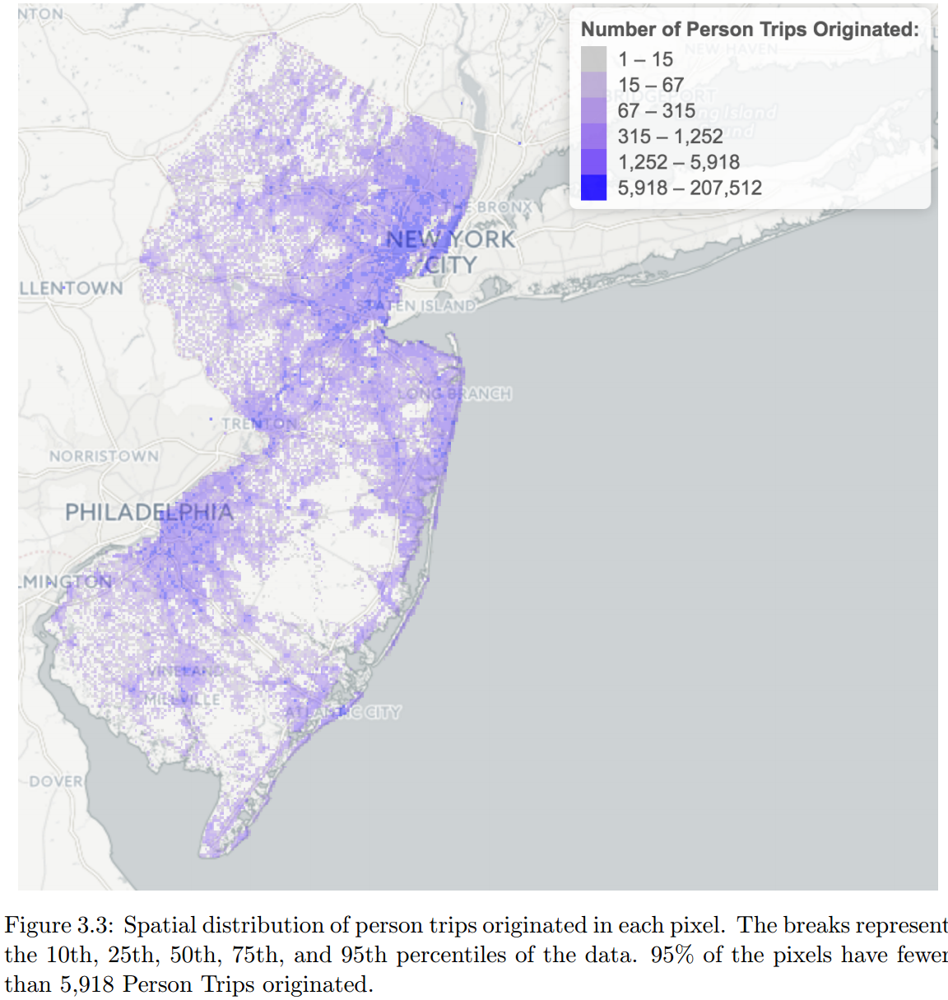 NTON
Number of Person Trips Originated:
NEW HAVEN
1 – 15
15 – 67
BRIDGEPORT
67 – 315
ng Island
und
315 – 1,252
1,252 – 5,918
5,918 – 207,512
BRONX
NEW YORK
CITY
LLENTOWN
STATEN ISLAND
LONG BRANCH
TRENTON
NORRISTOWN
PHILADELPHIA
LMINGTON
VINELAND
MILLVILLE
ATLANTIC CITY
DOVER
Figure 3.3: Spatial distribution of person trips originated in each pixel. The breaks represent
the 10th, 25th, 50th, 75th, and 95th percentiles of the data. 95% of the pixels have fewer
than 5,918 Person Trips originated.